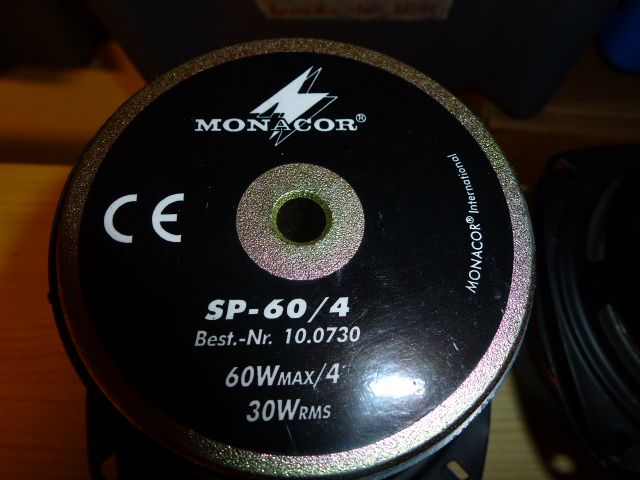 MONACOR®
CE
MONACOR® International
SP-60/4
Best.-Nr. 10.0730
60WMAX/4
30WRMS